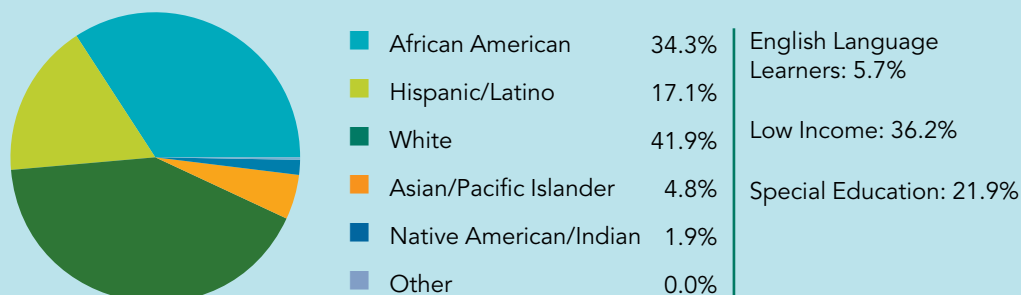 African American 34.3%
Hispanic/Latino 17.1%
White 41.9%
Asian/Pacific Islander 4.8%
Native American/Indian 1.9%
Other 0.0%
English Language
Learners: 5.7%
Low Income: 36.2%
Special Education: 21.9%